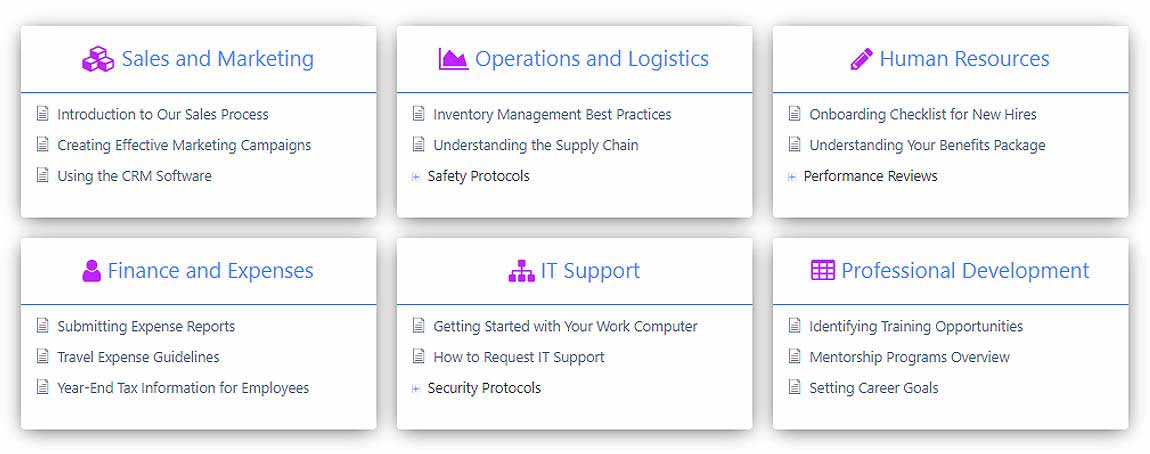 Sales and Marketing
Introduction to Our Sales Process
Creating Effective Marketing Campaigns
Using the CRM Software
Operations and Logistics
Inventory Management Best Practices
Understanding the Supply Chain
Safety Protocols
Human Resources
Onboarding Checklist for New Hires
Understanding Your Benefits Package
Performance Reviews
Finance and Expenses
Submitting Expense Reports
Travel Expense Guidelines
Year-End Tax Information for Employees
IT Support
Getting Started with Your Work Computer
How to Request IT Support
Security Protocols
Professional Development
Identifying Training Opportunities
Mentorship Programs Overview
Setting Career Goals